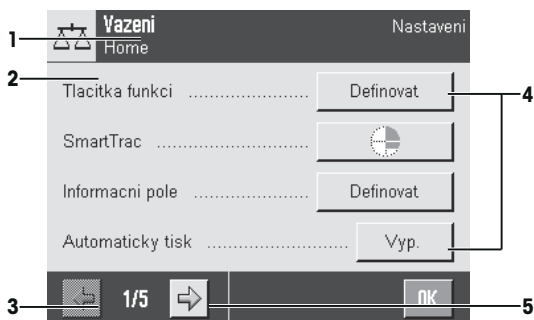 Vazeni
Nastaveni
1
Home
2
Tlacitka funkci ...................... Definovat
4
SmartTrac ............................
Informacni pole ..................... Definovat
Automaticky tisk .......................... Vyp.
3
1/5
OK
5